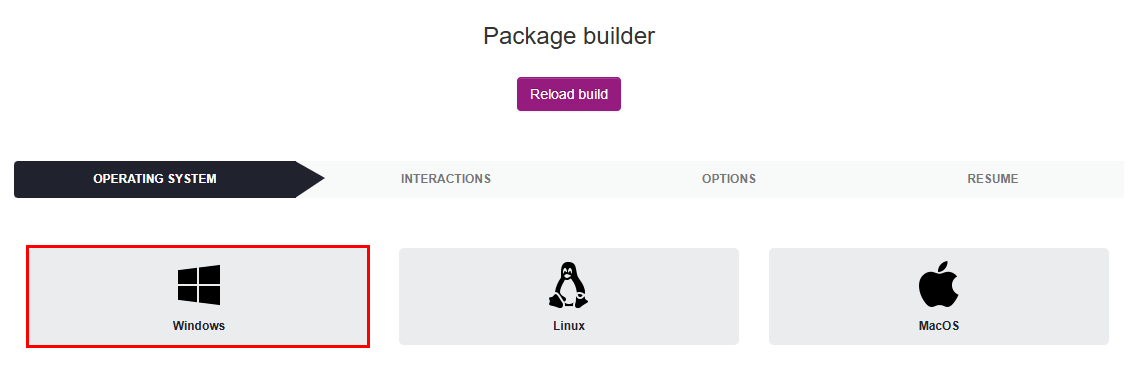 Package builder
Reload build
OPERATING SYSTEM INTERACTIONS OPTIONS RESUME
Windows Linux MacOS